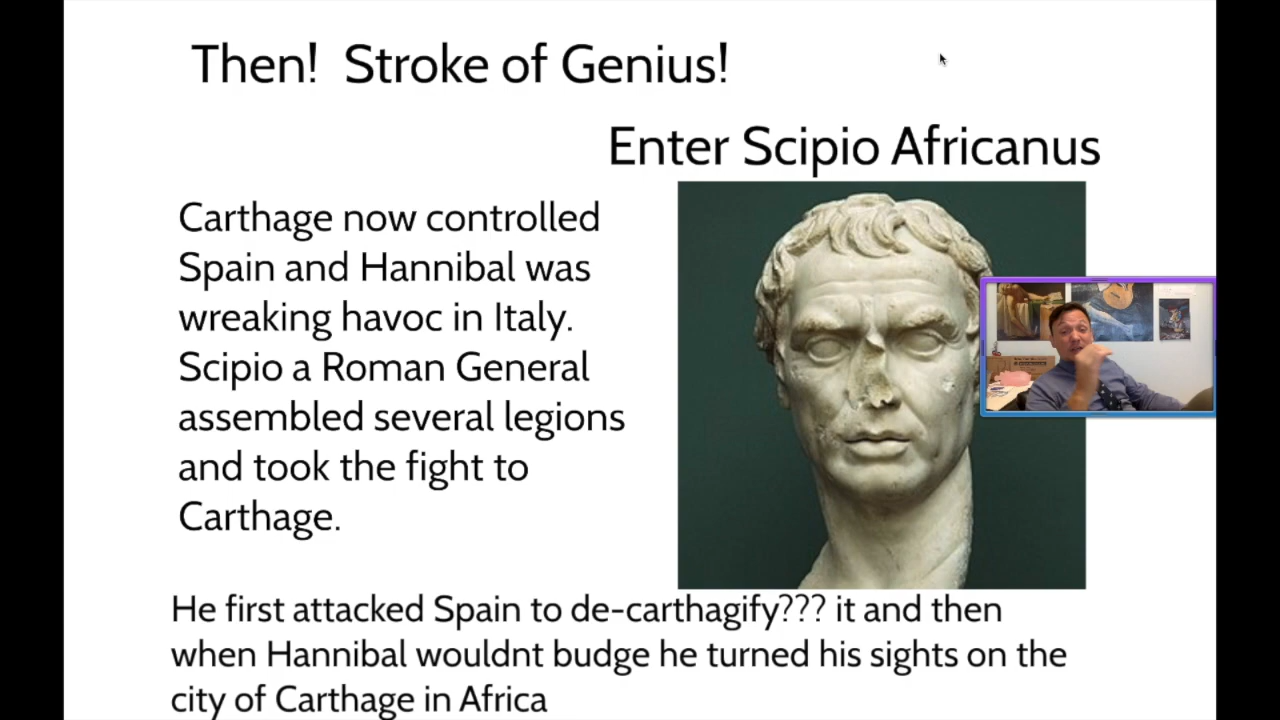 Then!  Stroke of Genius!
Enter Scipio Africanus
Carthage now controlled
Spain and Hannibal was
wreaking havoc in Italy.
Scipio a Roman General
assembled several legions
and took the fight to
Carthage.
He first attacked Spain to de-carthagify??? it and then
when Hannibal wouldnt budge he turned his sights on the
city of Carthage in Africa